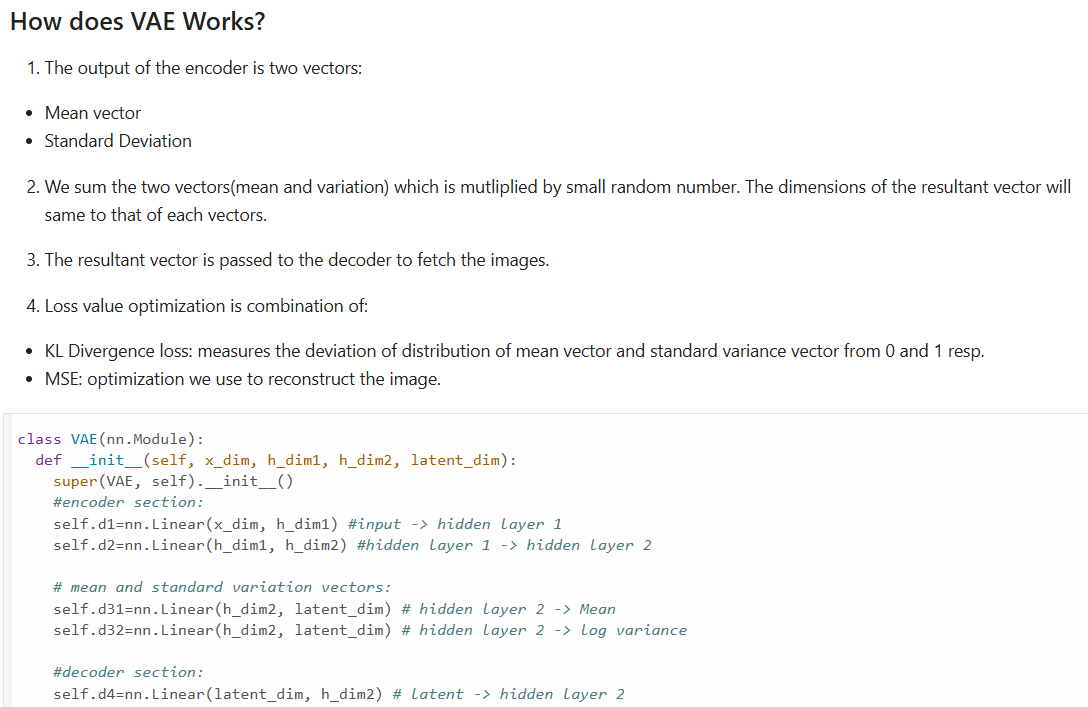 How does VAE Works?
1. The output of the encoder is two vectors:
• Mean vector
• Standard Deviation
2. We sum the two vectors(mean and variation) which is mutliplied by small random number. The dimensions of the resultant vector will
same to that of each vectors.
3. The resultant vector is passed to the decoder to fetch the images.
4. Loss value optimization is combination of:
• KL Divergence loss: measures the deviation of distribution of mean vector and standard variance vector from 0 and 1 resp.
• MSE: optimization we use to reconstruct the image.
class VAE(nn.Module):
  def __init__(self, x_dim, h_dim1, h_dim2, latent_dim):
    super(VAE, self).__init__()
    #encoder section:
    self.d1=nn.Linear(x_dim, h_dim1) #input -> hidden layer 1
    self.d2=nn.Linear(h_dim1, h_dim2) #hidden layer 1 -> hidden layer 2
    # mean and standard variation vectors:
    self.d31=nn.Linear(h_dim2, latent_dim) # hidden layer 2 -> Mean
    self.d32=nn.Linear(h_dim2, latent_dim) # hidden layer 2 -> log variance
    #decoder section:
    self.d4=nn.Linear(latent_dim, h_dim2) # latent -> hidden layer 2